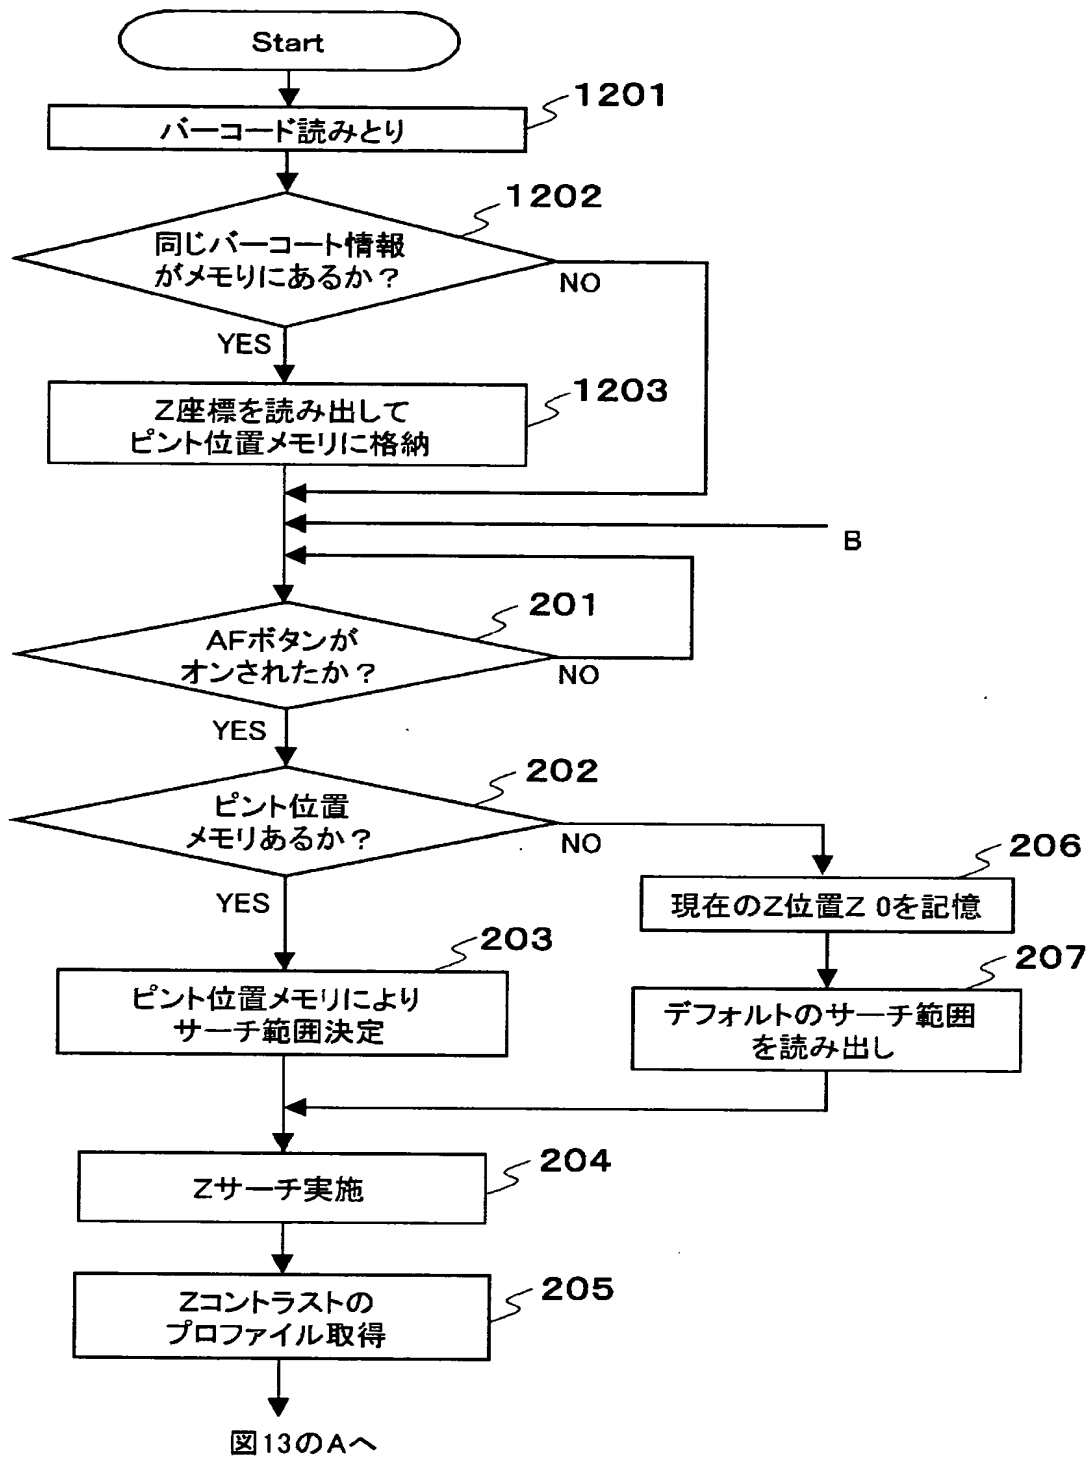 Start
バーコード読みとり
1201
同じバーコート情報
がメモりにあるか？
1202
NO
YES
Z座標を読み出して
ピント位置メモリに格納
1203
B
AFボタンが
オンされたか？
201
NO
YES
ピント位置
メモリあるか？
202
NO
YES
現在のZ位置Z 0を記憶
206
ピント位置メモリにより
サーチ範囲決定
203
デフォルトのサーチ範囲
を読み出し
207
Zサーチ実施
204
Zコントラストの
プロファイル取得
205
図13のAへ